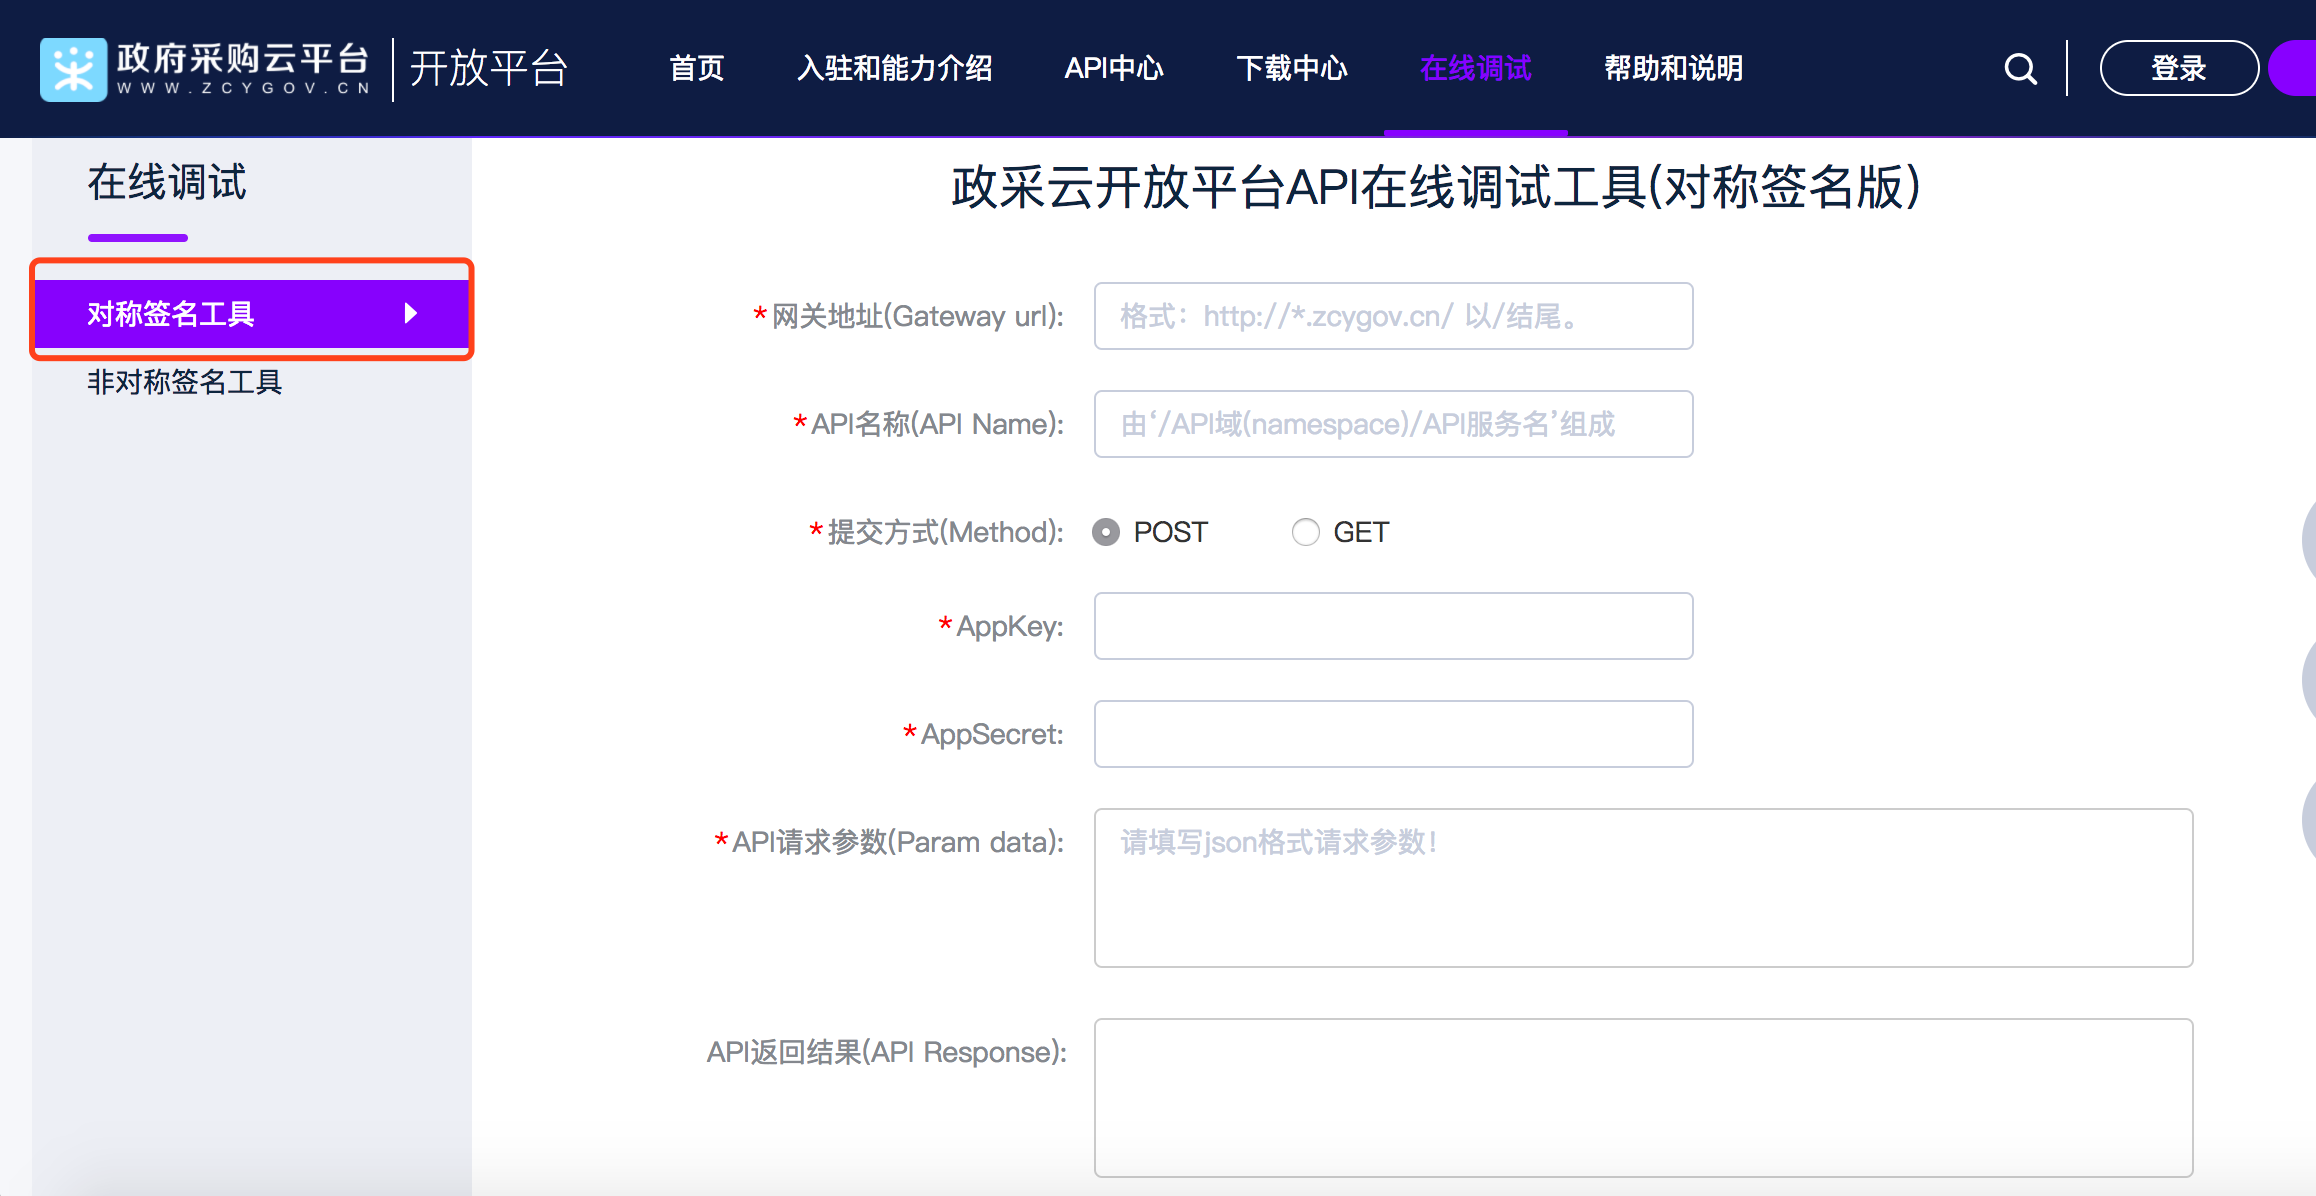 政府采购云平台
WWW.ZCYGOV.CN
开放平台
首页
入驻和能力介绍
API中心
下载中心
在线调试
帮助和说明
登录
在线调试
对称签名工具
非对称签名工具
政采云开放平台API在线调试工具(对称签名版)
*网关地址(Gateway url):
格式：http://*.zcygov.cn/ 以/结尾。
*API名称(API Name):
由‘/API域(namespace)/API服务名’组成
*提交方式(Method):
POST
GET
*AppKey:
*AppSecret:
*API请求参数(Param data):
请填写json格式请求参数！
API返回结果(API Response):